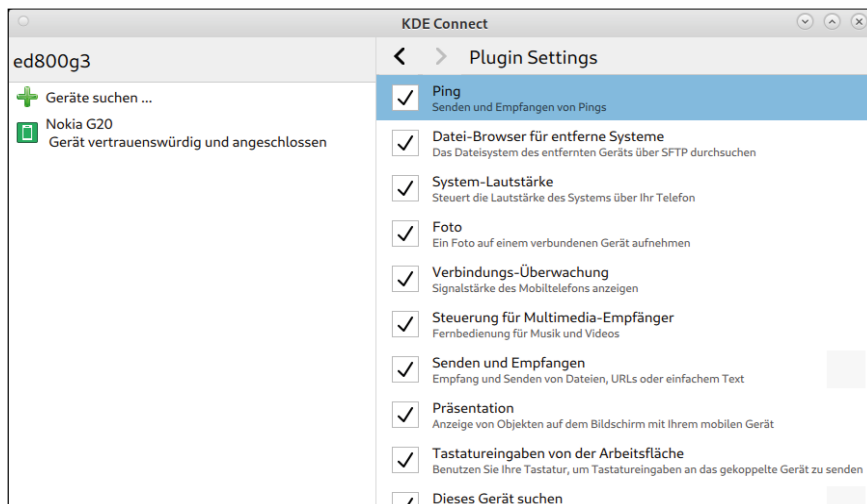 KDE Connect
ed800g3
Geräte suchen ...
Nokia G20
Gerät vertrauenswürdig und angeschlossen
Plugin Settings
Ping
Senden und Empfangen von Pings
Datei-Browser für entferne Systeme
Das Dateisystem des entfernten Geräts über SFTP durchsuchen
System-Lautstärke
Steuert die Lautstärke des Systems über Ihr Telefon
Foto
Ein Foto auf einem verbundenen Gerät aufnehmen
Verbindungs-Überwachung
Signalstärke des Mobiltelefons anzeigen
Steuerung für Multimedia-Empfänger
Fernbedienung für Musik und Videos
Senden und Empfangen
Empfang und Senden von Dateien, URLs oder einfachem Text
Präsentation
Anzeige von Objekten auf dem Bildschirm mit Ihrem mobilen Gerät
Tastatureingaben von der Arbeitsfläche
Benutzen Sie Ihre Tastatur, um Tastatureingaben an das gekoppelte Gerät zu senden
Dieses Gerät suchen